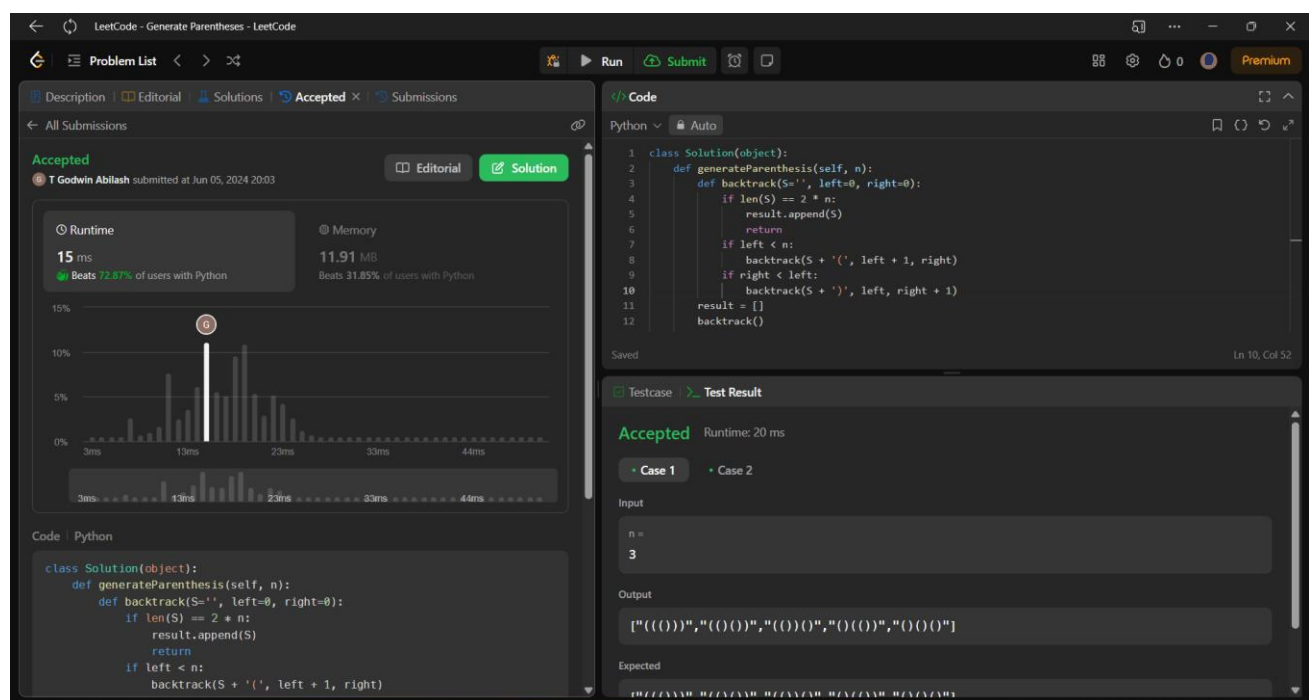 LeetCode - Generate Parentheses - LeetCode
Problem List
Run
Submit
0
Premium
Description
Editorial
Solutions
Accepted
Submissions
All Submissions
Accepted
Editorial
Solution
G T Godwin Abilash submitted at Jun 05, 2024 20:03
Runtime
15 ms
Beats 72.87% of users with Python
Memory
11.91 MB
Beats 31.85% of users with Python
15%
10%
5%
0%
G
3ms 13ms 23ms 33ms 44ms
3ms 13ms 23ms 33ms 44ms
Code | Python
class Solution(object):
def generateParenthesis(self, n):
def backtrack(S='', left=0, right=0):
if len(S) == 2 * n:
result.append(S)
return
if left < n:
backtrack(S + '(', left + 1, right)
</> Code
Python
Auto
1 class Solution(object):
2 def generateParenthesis(self, n):
3 def backtrack(S='', left=0, right=0):
4 if len(S) == 2 * n:
5 result.append(S)
6 return
7 if left < n:
8 backtrack(S + '(', left + 1, right)
9 if right < left:
10 backtrack(S + ')', left, right + 1)
11 result = []
12 backtrack()
Saved
Ln 10, Col 52
Testcase
Test Result
Accepted Runtime: 20 ms
• Case 1
• Case 2
Input
n =
3
Output
["((()))","(()())","(())()","()(())","()()()"]
Expected
["((()))","(()())","(())()","()(())","()()()"]